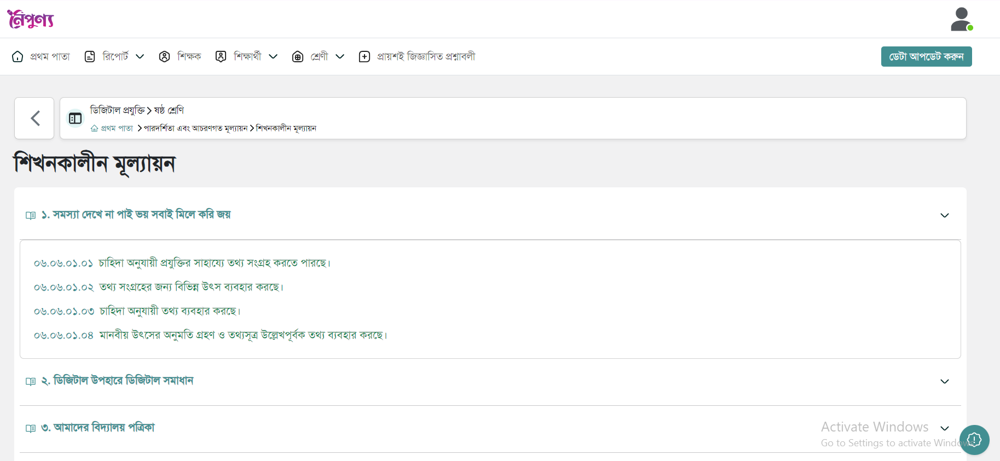 নৈপুণ্য
প্রথম পাতা রিপোর্ট শিক্ষক শিক্ষার্থী শ্রেণী প্রায়শই জিজ্ঞাসিত প্রশ্নাবলী ডেটা আপডেট করুন
ডিজিটাল প্রযুক্তি > ষষ্ঠ শ্রেণি
প্রথম পাতা > পারদর্শিতা এবং আচরণগত মূল্যায়ন > শিখনকালীন মূল্যায়ন
শিখনকালীন মূল্যায়ন
১. সমস্যা দেখে না পাই ভয় সবাই মিলে করি জয়
০৬.০৬.০১.০১ চাহিদা অনুযায়ী প্রযুক্তির সাহায্যে তথ্য সংগ্রহ করতে পারছে।
০৬.০৬.০১.০২ তথ্য সংগ্রহের জন্য বিভিন্ন উৎস ব্যবহার করছে।
০৬.০৬.০১.০৩ চাহিদা অনুযায়ী তথ্য ব্যবহার করছে।
০৬.০৬.০১.০৪ মানবীয় উৎসের অনুমতি গ্রহণ ও তথ্যসূত্র উল্লেখপূর্বক তথ্য ব্যবহার করছে।
২. ডিজিটাল উপহারে ডিজিটাল সমাধান
৩. আমাদের বিদ্যালয় পত্রিকা
Activate Windows
Go to Settings to activate Windows